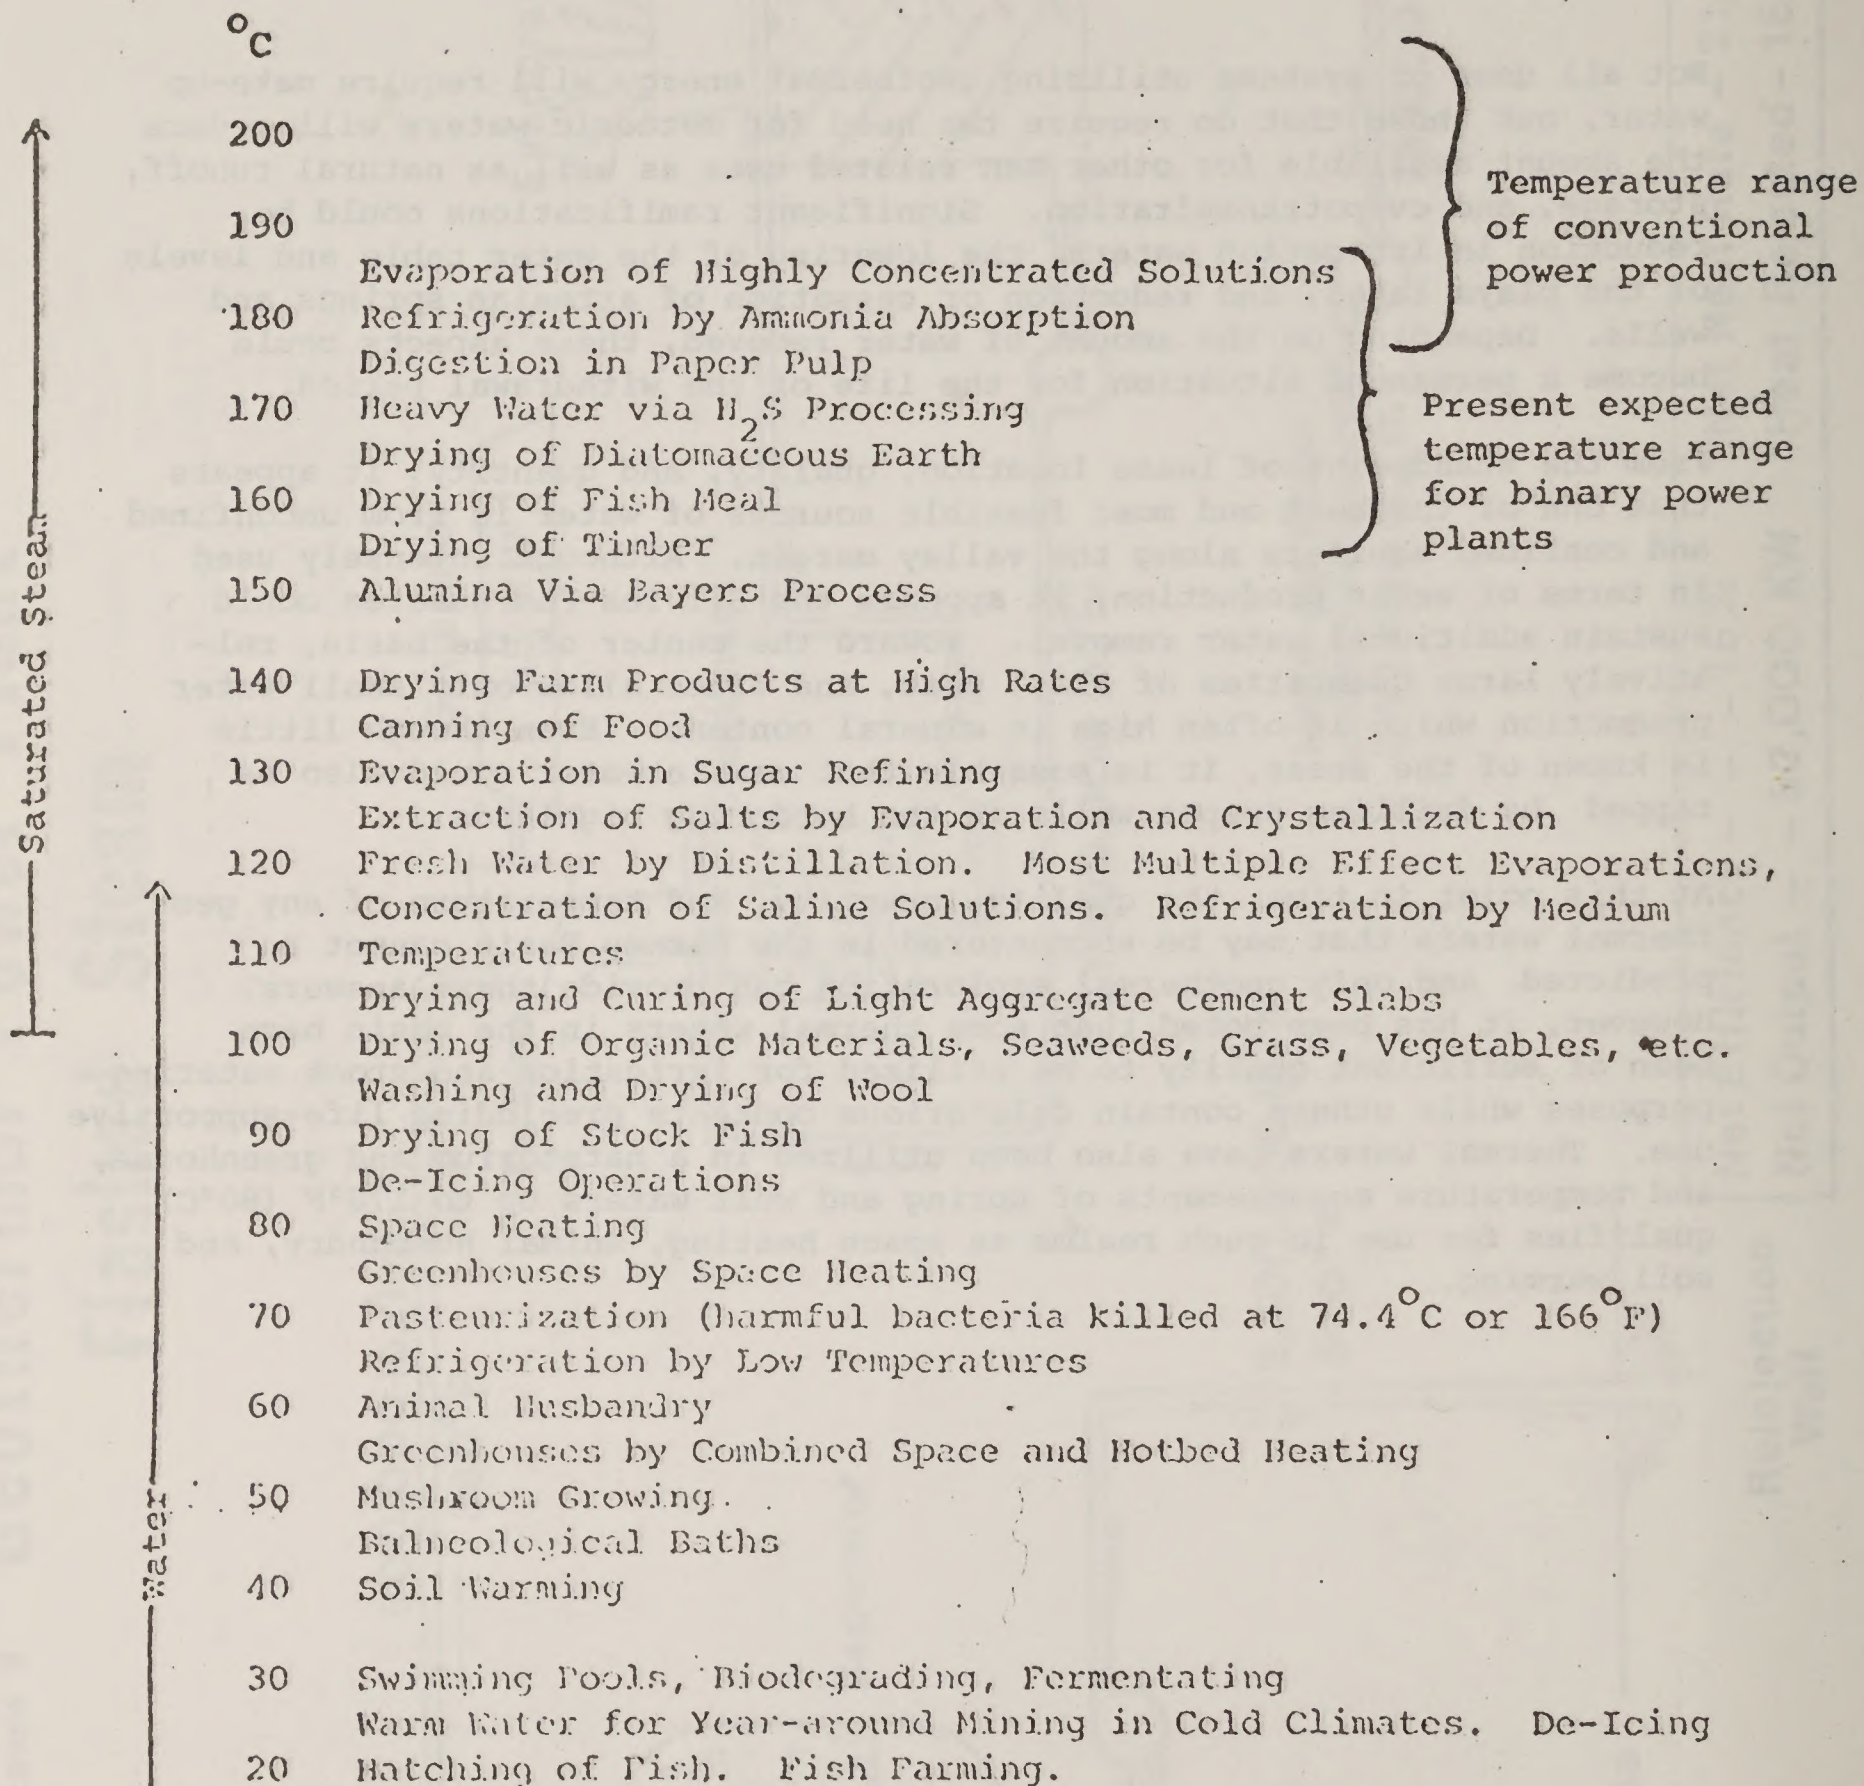 °C
200
190
Evaporation of Highly Concentrated Solutions
180 Refrigeration by Ammonia Absorption
Digestion in Paper Pulp
170 Heavy Water via H₂S Processing
Drying of Diatomaceous Earth
160 Drying of Fish Meal
Drying of Timber
150 Alumina Via Bayers Process
140 Drying Farm Products at High Rates
Canning of Food
130 Evaporation in Sugar Refining
Extraction of Salts by Evaporation and Crystallization
120 Fresh Water by Distillation. Most Multiple Effect Evaporations,
Concentration of Saline Solutions. Refrigeration by Medium
110 Temperatures
Drying and Curing of Light Aggregate Cement Slabs
100 Drying of Organic Materials, Seaweeds, Grass, Vegetables, etc.
Washing and Drying of Wool
90 Drying of Stock Fish
De-Icing Operations
80 Space Heating
Greenhouses by Space Heating
70 Pasteurization (harmful bacteria killed at 74.4°C or 166°F)
Refrigeration by Low Temperatures
60 Animal Husbandry
Greenhouses by Combined Space and Hotbed Heating
50 Mushroom Growing.
Balneological Baths
40 Soil Warming
30 Swimming Pools, Biodegrading, Fermentating
Warm Water for Year-around Mining in Cold Climates. De-Icing
20 Hatching of Fish. Fish Farming.
Temperature range
of conventional
power production
Present expected
temperature range
for binary power
plants
Saturated Steam
Water